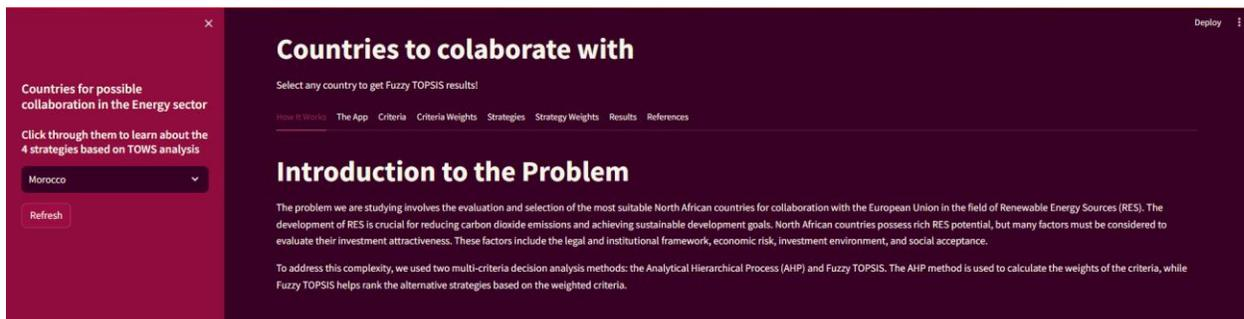 Deploy
Countries to colaborate with
Select any country to get Fuzzy TOPSIS results!
Countries for possible
collaboration in the Energy sector
Click through them to learn about the
4 strategies based on TOWS analysis
Morocco
Refresh
How It Works The App Criteria Criteria Weights Strategies Strategy Weights Results References
Introduction to the Problem
The problem we are studying involves the evaluation and selection of the most suitable North African countries for collaboration with the European Union in the field of Renewable Energy Sources (RES). The
development of RES is crucial for reducing carbon dioxide emissions and achieving sustainable development goals. North African countries possess rich RES potential, but many factors must be considered to
evaluate their investment attractiveness. These factors include the legal and institutional framework, economic risk, investment environment, and social acceptance.
To address this complexity, we used two multi-criteria decision analysis methods: the Analytical Hierarchical Process (AHP) and Fuzzy TOPSIS. The AHP method is used to calculate the weights of the criteria, while
Fuzzy TOPSIS helps rank the alternative strategies based on the weighted criteria.